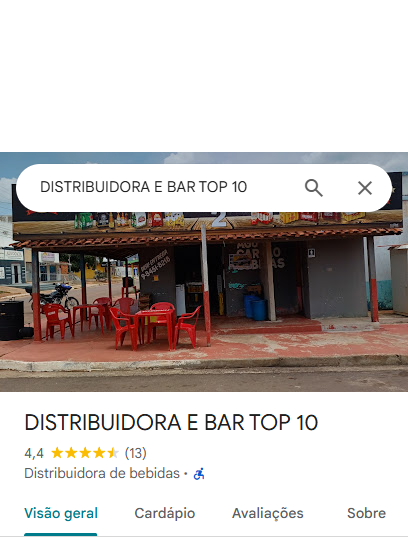 DISTRIBUIDORA E BAR TOP 10
DISTRIBUIDORA E BAR TOP 10
4,4 (13)
Distribuidora de bebidas ·
Visão geral Cardápio Avaliações Sobre